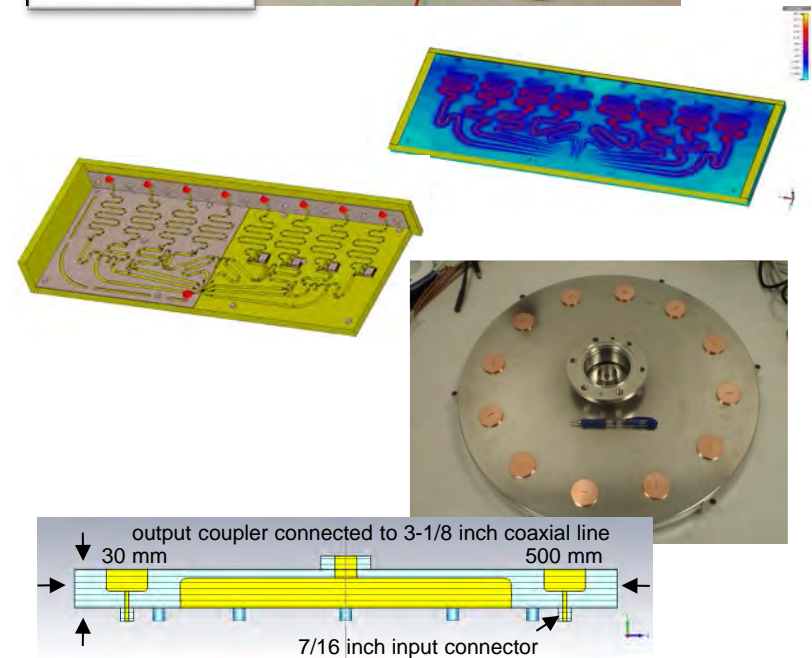 output coupler connected to 3-1/8 inch coaxial line
30 mm 500 mm
7/16 inch input connector